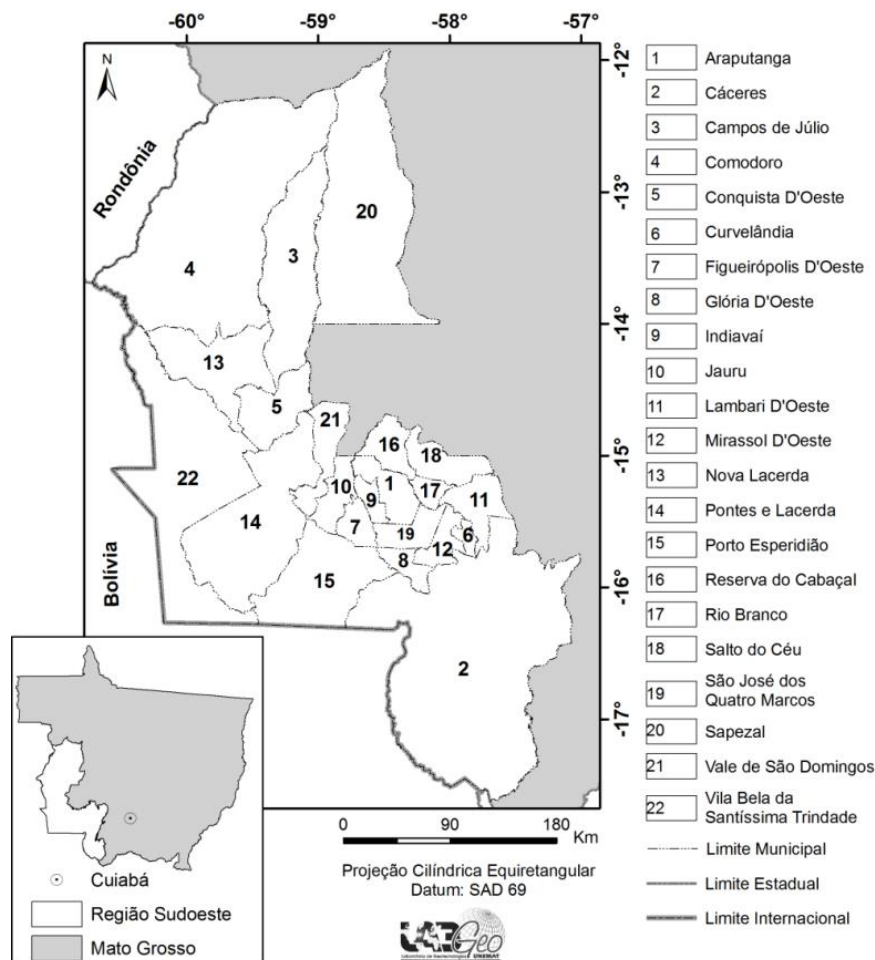 -60°
-59°
-58°
-57°
N
-12°
-13°
-14°
-15°
-16°
-17°
Rondônia
Bolívia
20
3
4
13
5
21
16
18
22
10
1
9
17
11
14
7
19
6
12
8
15
2
1 Araputanga
2 Cáceres
3 Campos de Júlio
4 Comodoro
5 Conquista D'Oeste
6 Curvelândia
7 Figueirópolis D'Oeste
8 Glória D'Oeste
9 Indiavaí
10 Jauru
11 Lambari D'Oeste
12 Mirassol D'Oeste
13 Nova Lacerda
14 Pontes e Lacerda
15 Porto Esperidião
16 Reserva do Cabaçal
17 Rio Branco
18 Salto do Céu
19 São José dos
Quatro Marcos
20 Sapezal
21 Vale de São Domingos
22 Vila Bela da
Santíssima Trindade
Limite Municipal
Limite Estadual
Limite Internacional
Cuiabá
Região Sudoeste
Mato Grosso
0 90 180
Km
Projeção Cilíndrica Equiretangular
Datum: SAD 69
Geo
UNEMAT